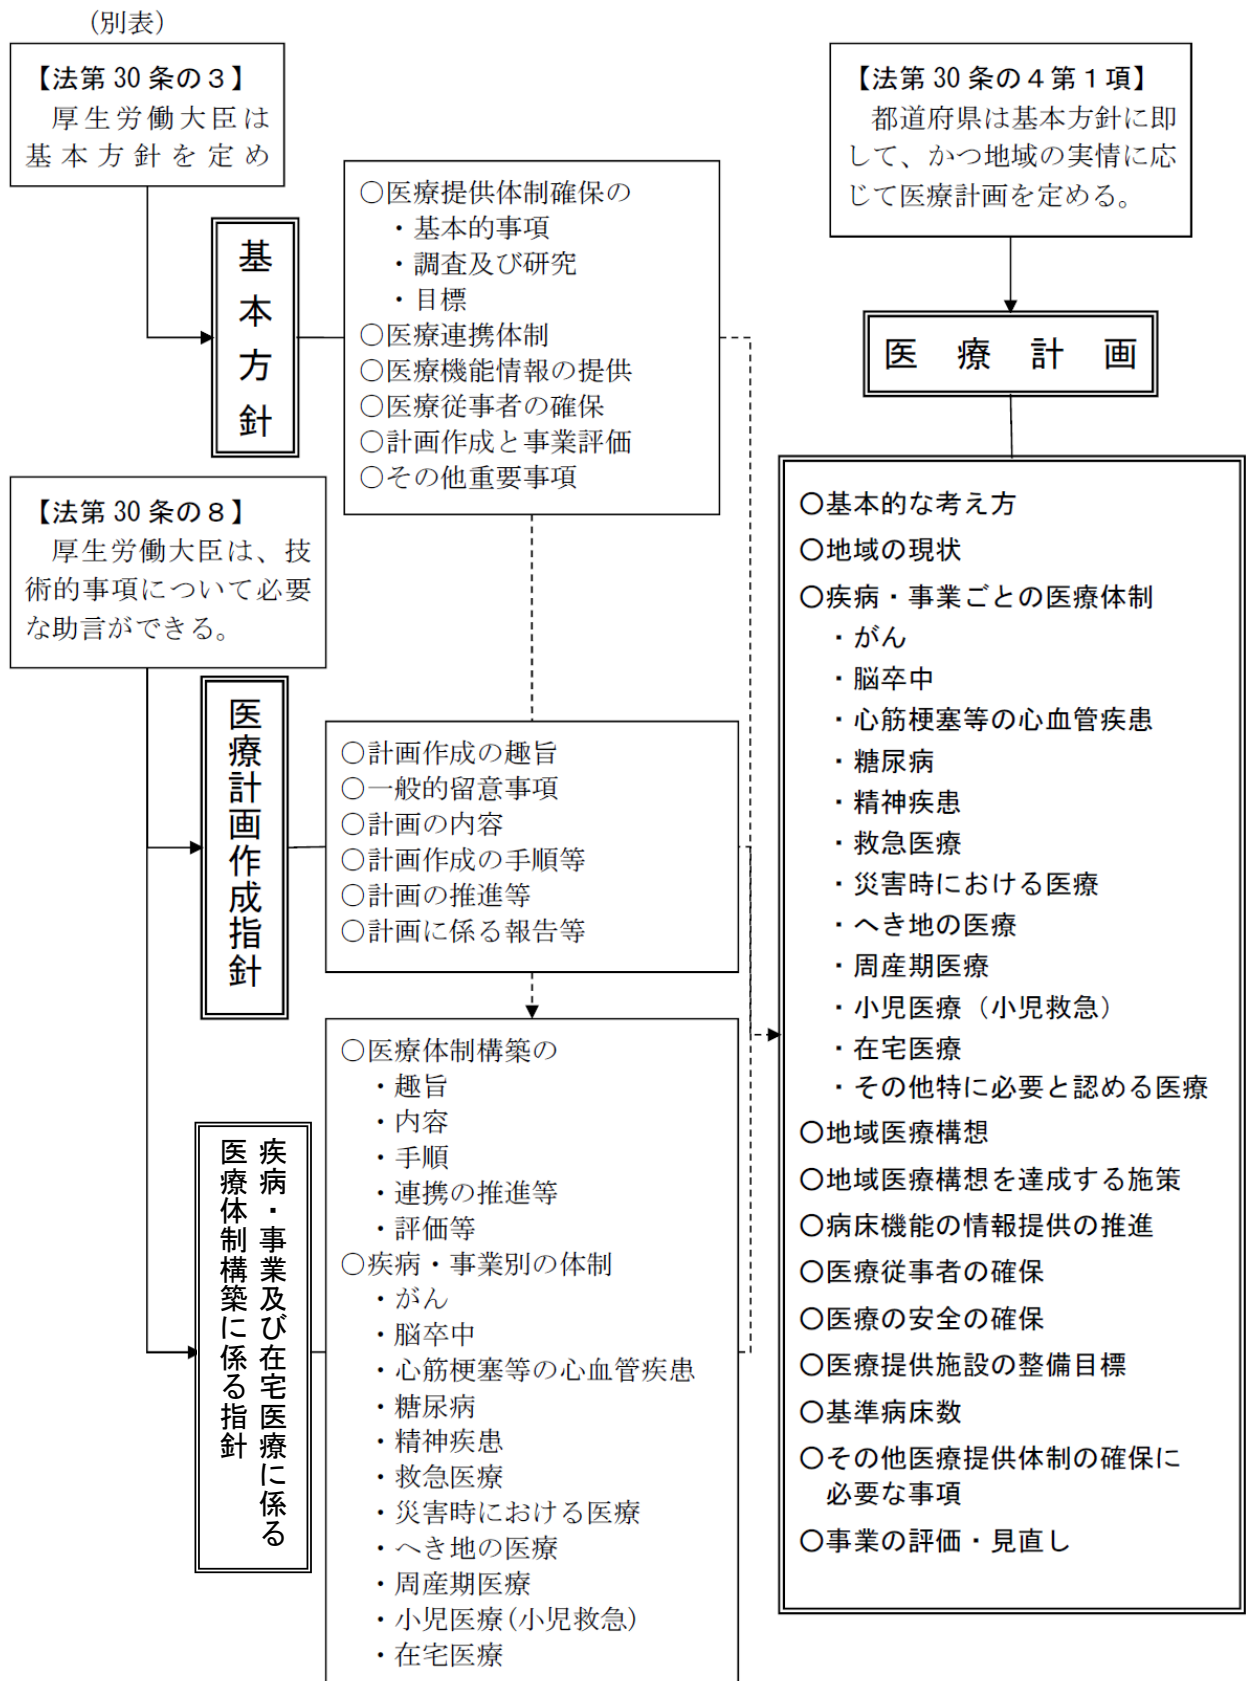 (別表)
【法第30条の3】
厚生労働大臣は
基本方針を定め
基本方針
○医療提供体制確保の
・基本的事項
・調査及び研究
・目標
○医療連携体制
○医療機能情報の提供
○医療従事者の確保
○計画作成と事業評価
○その他重要事項
【法第30条の8】
厚生労働大臣は、技
術的事項について必要
な助言ができる。
医療計画作成指針
○計画作成の趣旨
○一般的留意事項
○計画の内容
○計画作成の手順等
○計画の推進等
○計画に係る報告等
疾病・事業及び在宅医療に係る
医療体制構築に係る指針
○医療体制構築の
・趣旨
・内容
・手順
・連携の推進等
・評価等
○疾病・事業別の体制
・がん
・脳卒中
・心筋梗塞等の心血管疾患
・糖尿病
・精神疾患
・救急医療
・災害時における医療
・へき地の医療
・周産期医療
・小児医療(小児救急)
・在宅医療
【法第30条の4第1項】
都道府県は基本方針に即
して、かつ地域の実情に応
じて医療計画を定める。
医療計画
○基本的な考え方
○地域の現状
○疾病・事業ごとの医療体制
・がん
・脳卒中
・心筋梗塞等の心血管疾患
・糖尿病
・精神疾患
・救急医療
・災害時における医療
・へき地の医療
・周産期医療
・小児医療(小児救急)
・在宅医療
・その他特に必要と認める医療
○地域医療構想
○地域医療構想を達成する施策
○病床機能の情報提供の推進
○医療従事者の確保
○医療の安全の確保
○医療提供施設の整備目標
○基準病床数
○その他医療提供体制の確保に
必要な事項
○事業の評価・見直し